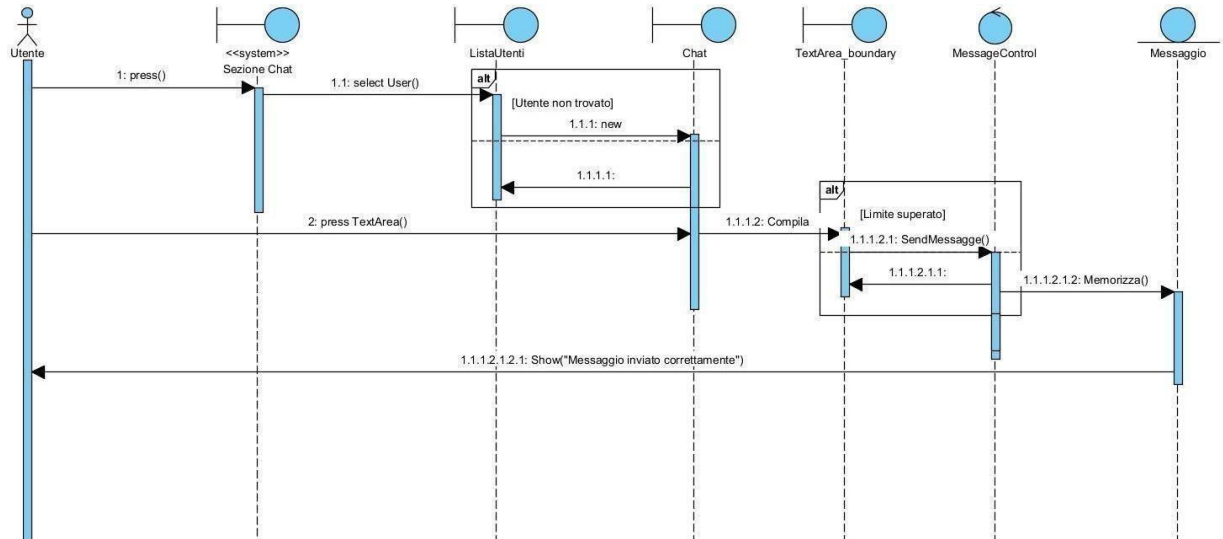 Utente
<<system>>
Sezione Chat
ListaUtenti
Chat
TextArea_boundary
MessageControl
Messaggio
1: press()
1.1: select User()
alt
[Utente non trovato]
1.1.1: new
1.1.1.1:
alt
2: press TextArea()
1.1.1.2: Compila
[Limite superato]
1.1.1.2.1: SendMessagge()
1.1.1.2.1.1:
1.1.1.2.1.2: Memorizza()
1.1.1.2.1.2.1: Show("Messaggio inviato correttamente")